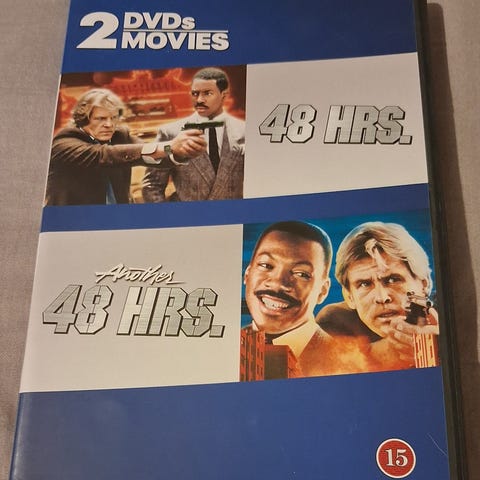 2 DVDs
MOVIES
48 HRS.
Another
48 HRS.
15